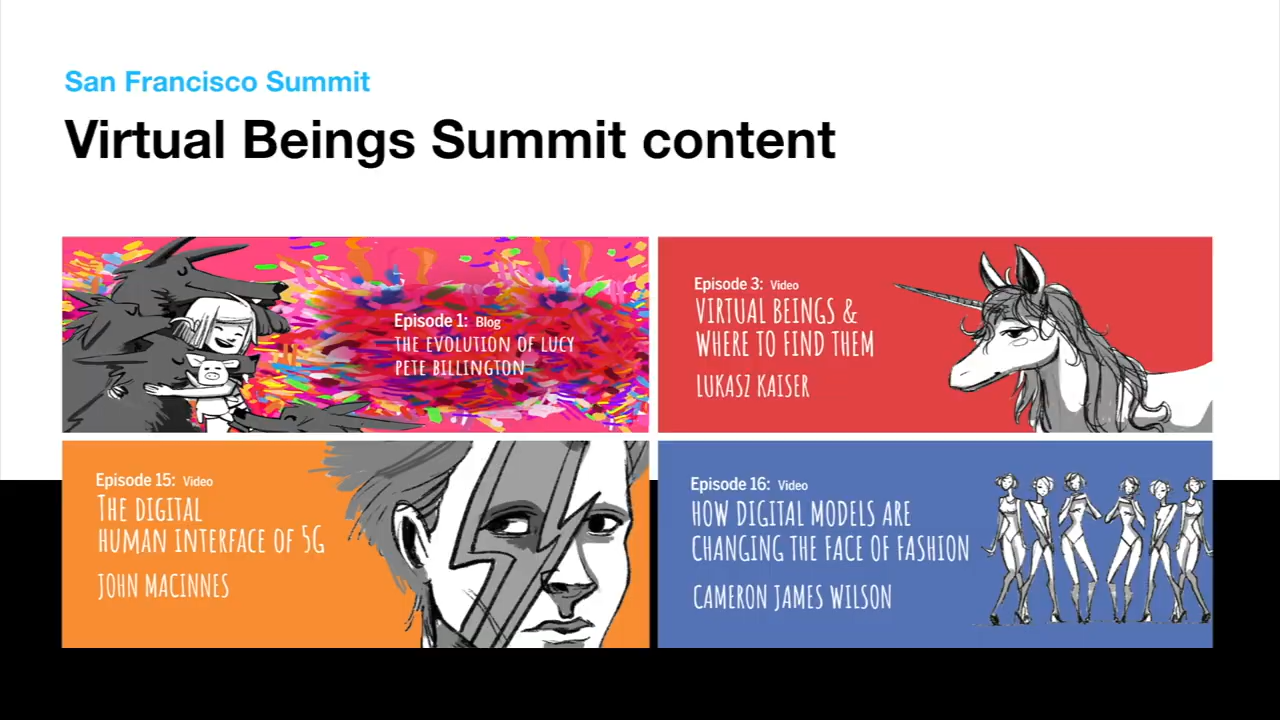 San Francisco Summit
Virtual Beings Summit content
Episode 1: Blog
THE EVOLUTION OF LUCY
PETE BILLINGTON
Episode 3: Video
VIRTUAL BEINGS &
WHERE TO FIND THEM
LUKASZ KAISER
Episode 15: Video
THE DIGITAL
HUMAN INTERFACE OF 5G
JOHN MACINNES
Episode 16: Video
HOW DIGITAL MODELS ARE
CHANGING THE FACE OF FASHION
CAMERON JAMES WILSON